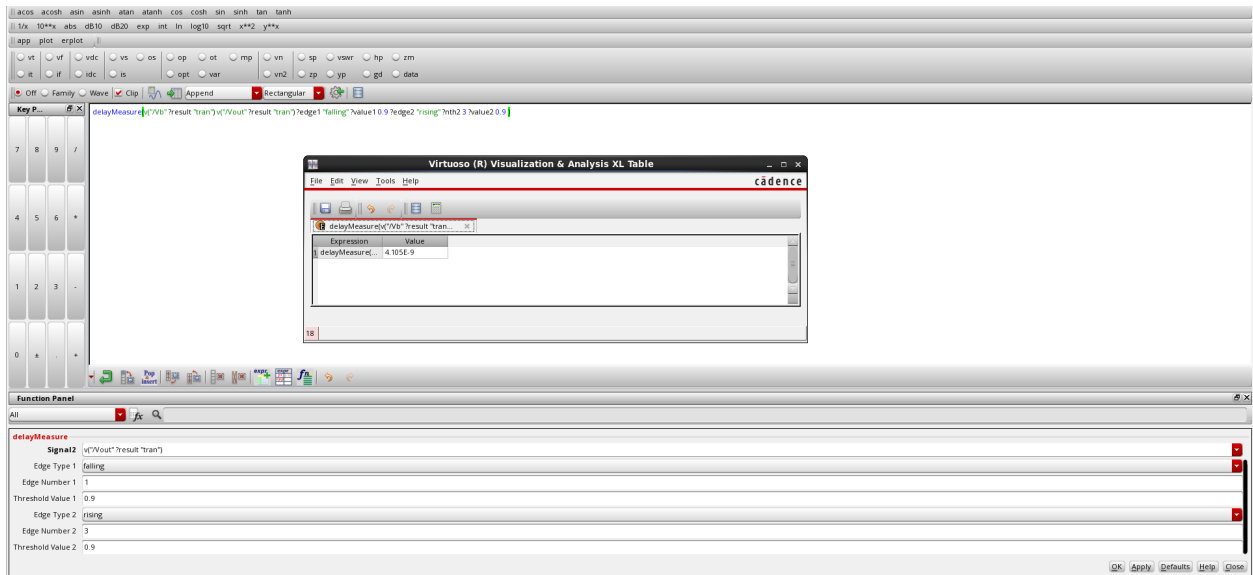 acos acosh asin asinh atan atanh cos cosh sin sinh tan tanh
1/x 10**x abs dB10 dB20 exp int ln log10 sqrt x**2 y**x
app plot erplot
vt vf vdc vs os op ot mp vn sp vswr hp zm
it if idc is opt var vn2 zp yp gd data
Off Family Wave Clip Append Rectangular
Key P...
delayMeasure(v("/Vb" ?result "tran") v("/Vout" ?result "tran") ?edge1 "falling" ?value1 0.9 ?edge2 "rising" ?nth2 3 ?value2 0.9 )
7 8 9 /
4 5 6 *
1 2 3 -
0 ± . +
Virtuoso (R) Visualization & Analysis XL Table
File Edit View Tools Help
cādence
delayMeasure(v("/Vb" ?result "tran...
Expression Value
1 delayMeasure(... 4.105E-9
18
Pop insert exps expr fn
Function Panel
All fx
delayMeasure
Signal2 v("/Vout" ?result "tran")
Edge Type 1 falling
Edge Number 1 1
Threshold Value 1 0.9
Edge Type 2 rising
Edge Number 2 3
Threshold Value 2 0.9
OK Apply Defaults Help Close